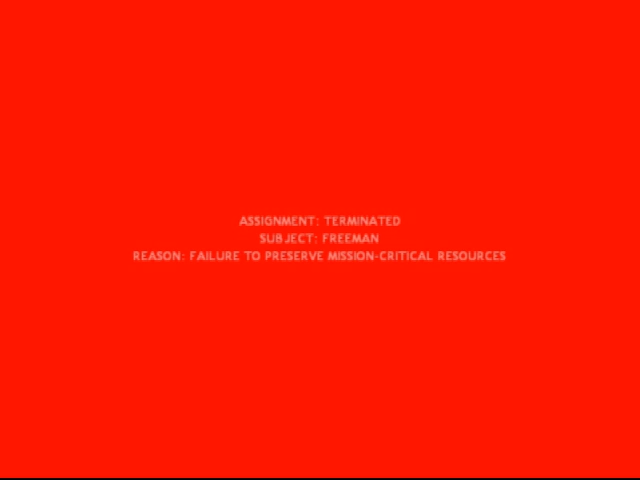 ASSIGNMENT: TERMINATED
SUBJECT: FREEMAN
REASON: FAILURE TO PRESERVE MISSION-CRITICAL RESOURCES